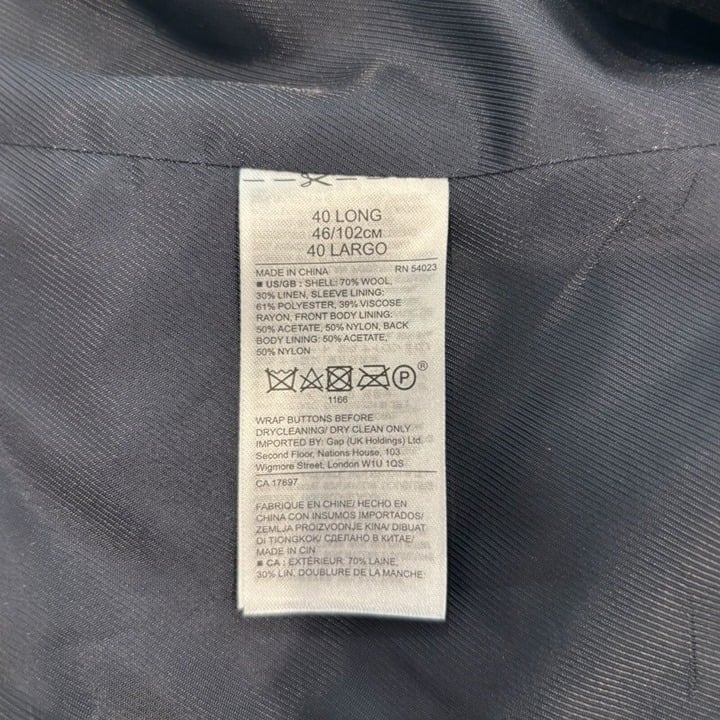 40 LONG
46/102CM
40 LARGO
MADE IN CHINA RN 54023
■ US/GB : SHELL: 70% WOOL,
30% LINEN, SLEEVE LINING:
61% POLYESTER, 39% VISCOSE
RAYON, FRONT BODY LINING:
50% ACETATE, 50% NYLON, BACK
BODY LINING: 50% ACETATE,
50% NYLON
P ®
1166
WRAP BUTTONS BEFORE
DRYCLEANING/ DRY CLEAN ONLY
IMPORTED BY: Gap (UK Holdings) Ltd.
Second Floor, Nations House, 103
Wigmore Street, London W1U 1QS
CA 17897
FABRIQUE EN CHINE/ HECHO EN
CHINA CON INSUMOS IMPORTADOS/
ZEMLJA PROIZVODNJE KINA/ DIBUAT
DI TIONGKOK/ СДЕЛАНО В КИТАЕ/
MADE IN CIN
■ CA : EXTÉRIEUR: 70% LAINE,
30% LIN, DOUBLURE DE LA MANCHE: